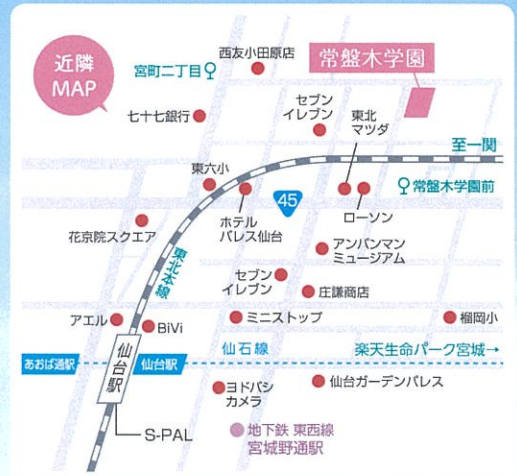 近隣
MAP
西友小田原店
宮町二丁目
常盤木学園
七十七銀行
セブン
イレブン
東北
マツダ
至一関
東六小
45
常盤木学園前
ホテル
パレス仙台
ローソン
花京院スクエア
アンパンマン
ミュージアム
東北本線
セブン
イレブン
庄謙商店
アエル
BiVi
ミニストップ
榴岡小
仙石線
楽天生命パーク宮城→
あおば通駅
仙台駅
仙台駅
ヨドバシ
カメラ
仙台ガーデンパレス
S-PAL
地下鉄 東西線
宮城野通駅